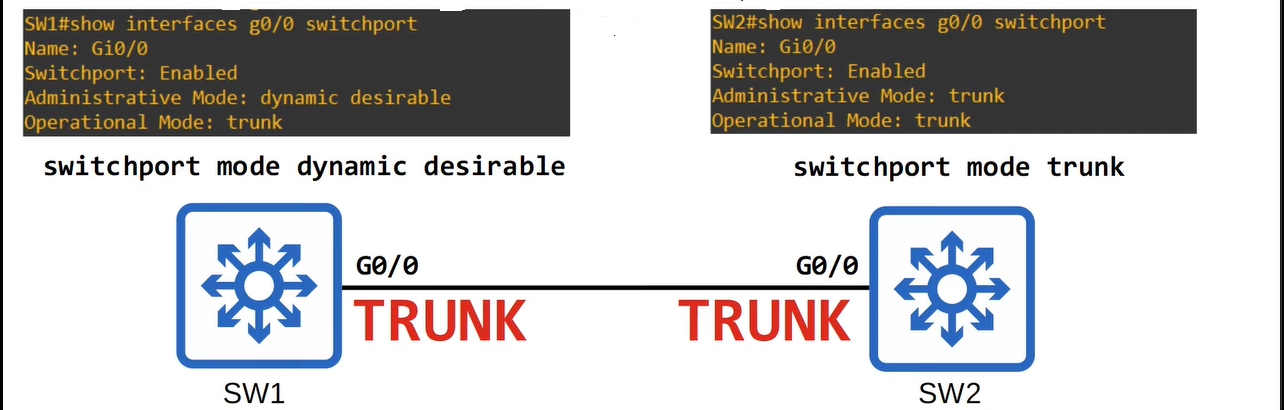 SW1#show interfaces g0/0 switchport
Name: Gi0/0
Switchport: Enabled
Administrative Mode: dynamic desirable
Operational Mode: trunk
SW2#show interfaces g0/0 switchport
Name: Gi0/0
Switchport: Enabled
Administrative Mode: trunk
Operational Mode: trunk
switchport mode dynamic desirable
switchport mode trunk
G0/0
G0/0
TRUNK
TRUNK
SW1
SW2